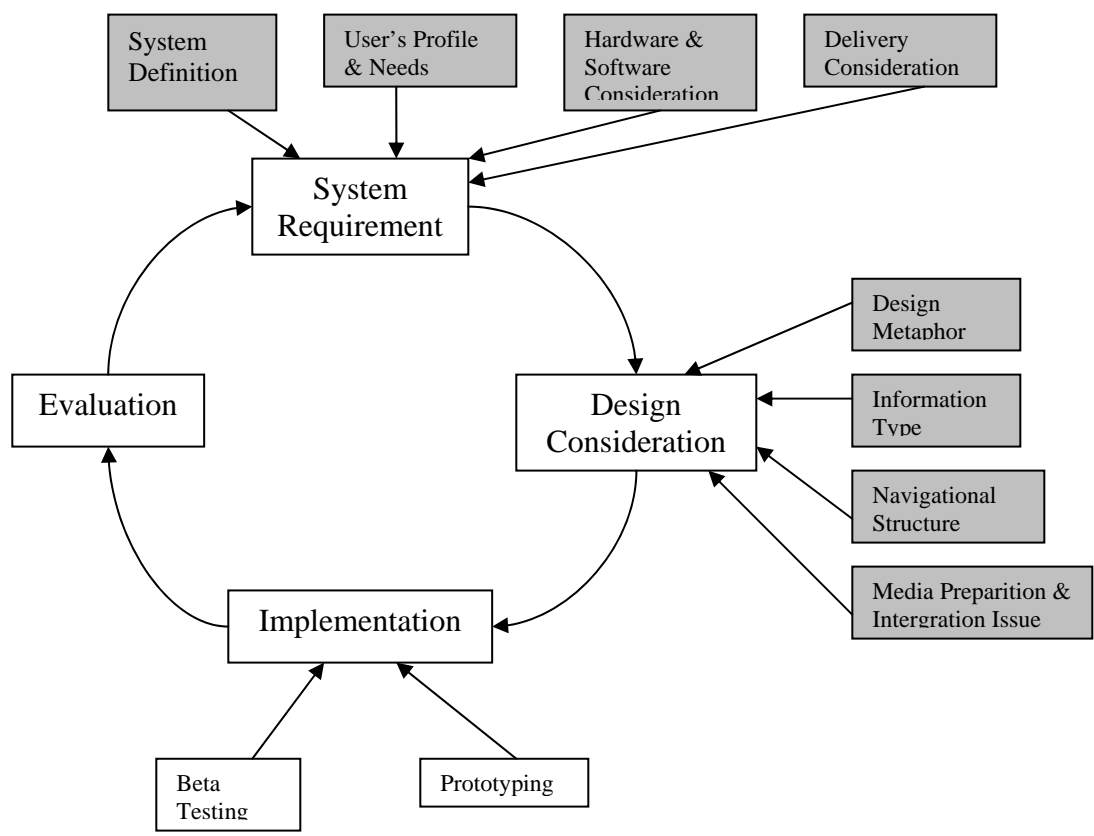 System
Definition
User’s Profile
& Needs
Hardware &
Software
Consideration
Delivery
Consideration
System
Requirement
Design
Metaphor
Evaluation
Design
Consideration
Information
Type
Navigational
Structure
Media Preparition &
Intergration Issue
Implementation
Beta
Testing
Prototyping